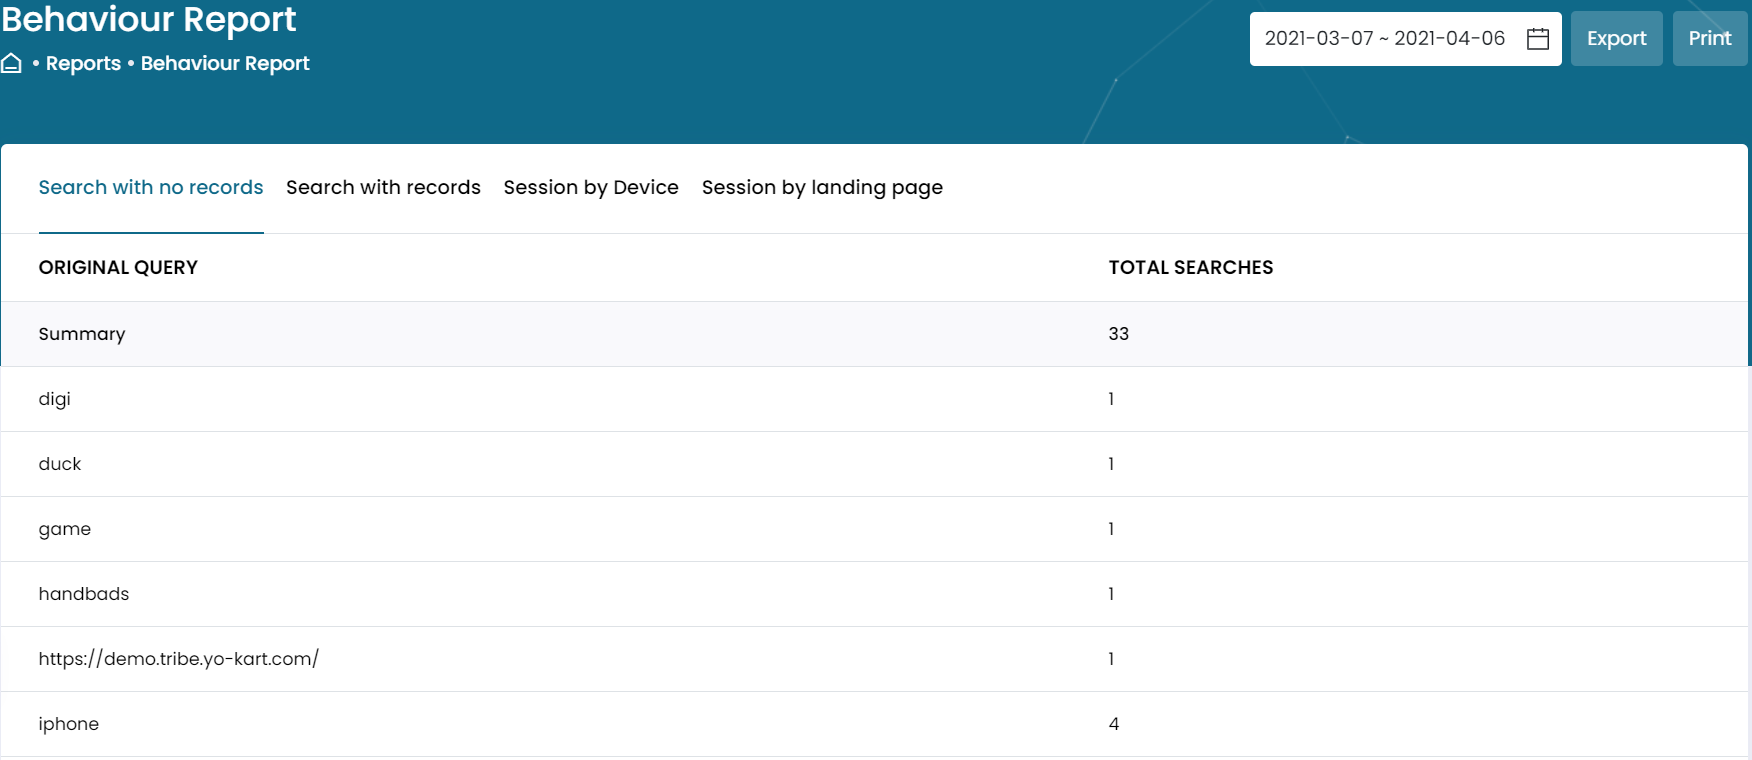 Behaviour Report
2021-03-07 ~ 2021-04-06 Export Print
• Reports • Behaviour Report
Search with no records Search with records Session by Device Session by landing page
ORIGINAL QUERY TOTAL SEARCHES
Summary 33
digi 1
duck 1
game 1
handbads 1
https://demo.tribe.yo-kart.com/ 1
iphone 4